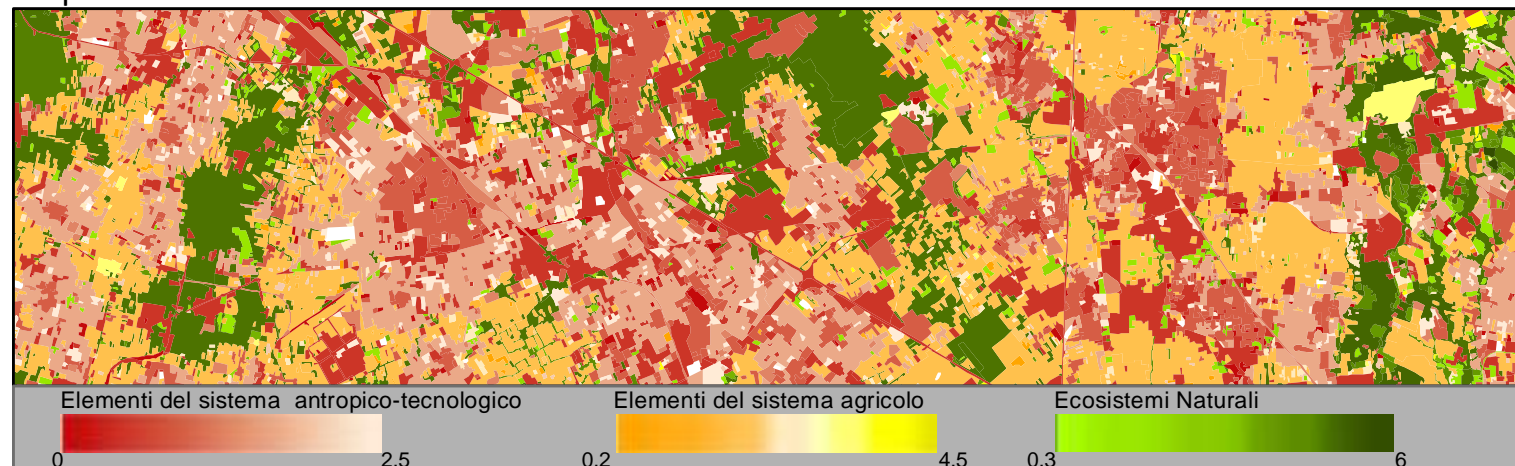 Elementi del sistema antropico-tecnologico
Elementi del sistema agricolo
Ecosistemi Naturali
0
2.5
0.2
4.5
0.3
6